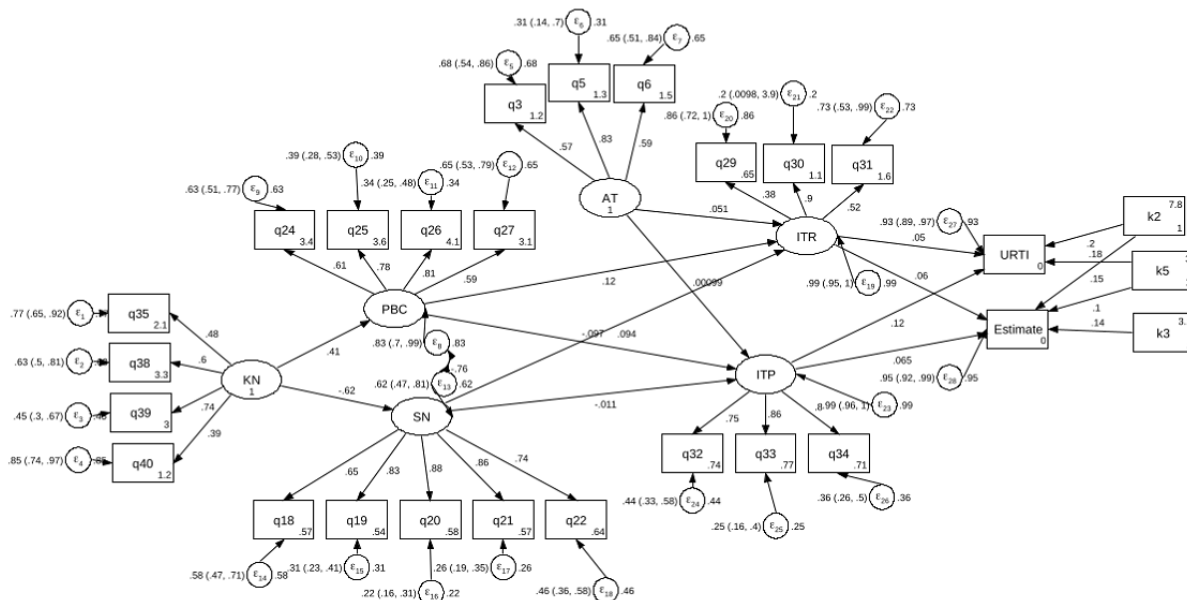 .31 (.14, .7) ε5 .31
.65 (.51, .84) ε7 .65
.68 (.54, .86) ε5 .68
q5 1.3
q6 1.5
q3 1.2
.2 (.0098, 3.9) ε21 .2
.73 (.53, .99) ε22 .73
.86 (.72, 1) ε20 .86
.57
.83
.59
.39 (.28, .53) ε10 .39
.65 (.53, .79) ε12 .65
.34 (.25, .48) ε11 .34
.63 (.51, .77) ε9 .63
q29 .65
q30 1.1
q31 1.6
.38
.9
.52
AT 1
.051
q24 3.4
q25 3.6
q26 4.1
q27 3.1
.61
.78
.81
.59
ITR
.93 (.89, .97) ε27 .93
.05
k2 7.8 1
URTI 0
.2
.18
k5
.15
.12
.00099
.99 (.95, 1) ε19 .99
.06
PBC
.1
.14
k3 3.
Estimate 0
.77 (.65, .92) ε1
q35 2.1
.48
.41
.83 (.7, .99) ε8 .83
-.097
.094
.12
.63 (.5, .81) ε2
q38 3.3
.6
KN 1
-.76
.62 (.47, .81) ε13 .62
-.62
ITP
.065
.95 (.92, .99) ε28 .95
.45 (.3, .67) ε3
q39 3
.74
.39
SN
-.011
.8
.99 (.96, 1) ε23 .99
.85 (.74, .97) ε4
q40 1.2
.75
.86
.65
.83
.88
.86
.74
q32 .74
q33 .77
q34 .71
q18 .57
q19 .54
q20 .58
q21 .57
q22 .64
.44 (.33, .58) ε24 .44
.36 (.26, .5) ε26 .36
.25 (.16, .4) ε25 .25
.58 (.47, .71) ε14 .58
.31 (.23, .41) ε15 .31
.22 (.16, .31) ε16 .22
.26 (.19, .35) ε17 .26
.46 (.36, .58) ε18 .46